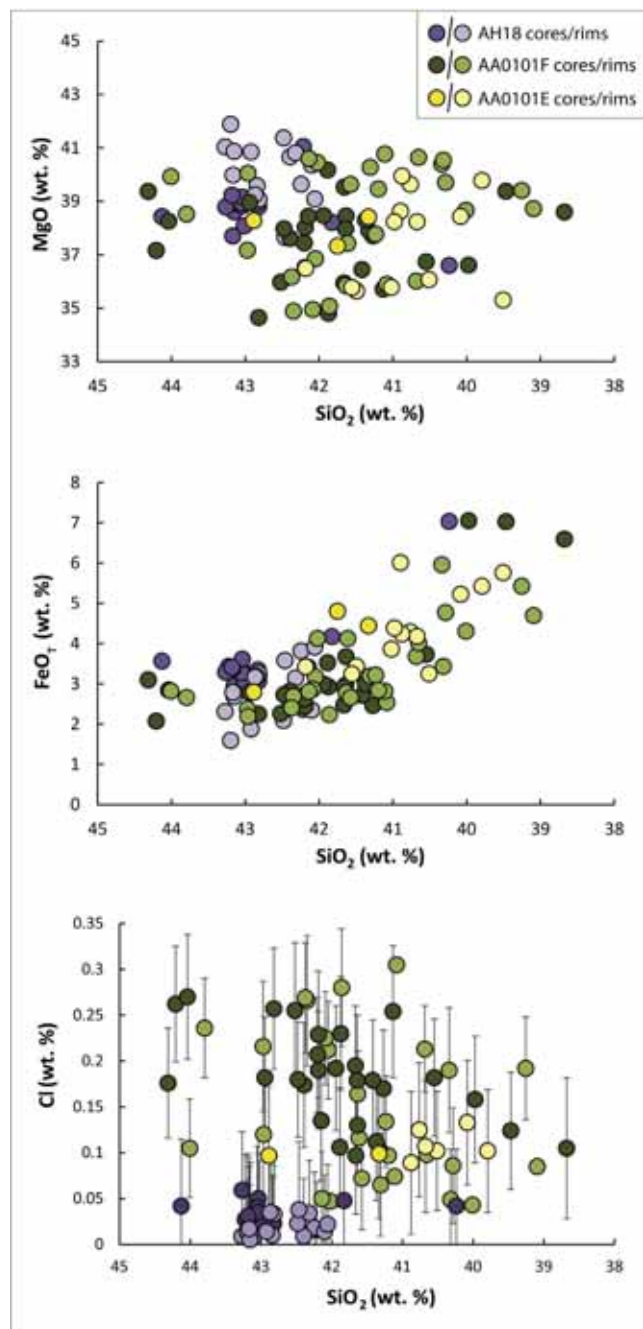 AH18 cores/rims
AA0101F cores/rims
AA0101E cores/rims
45
43
41
39
37
35
33
MgO (wt. %)
45 44 43 42 41 40 39 38
SiO₂ (wt. %)
8
7
6
5
4
3
2
1
0
FeOT (wt. %)
45 44 43 42 41 40 39 38
SiO₂ (wt. %)
0.35
0.3
0.25
0.2
0.15
0.1
0.05
0
Cl (wt. %)
45 44 43 42 41 40 39 38
SiO₂ (wt. %)